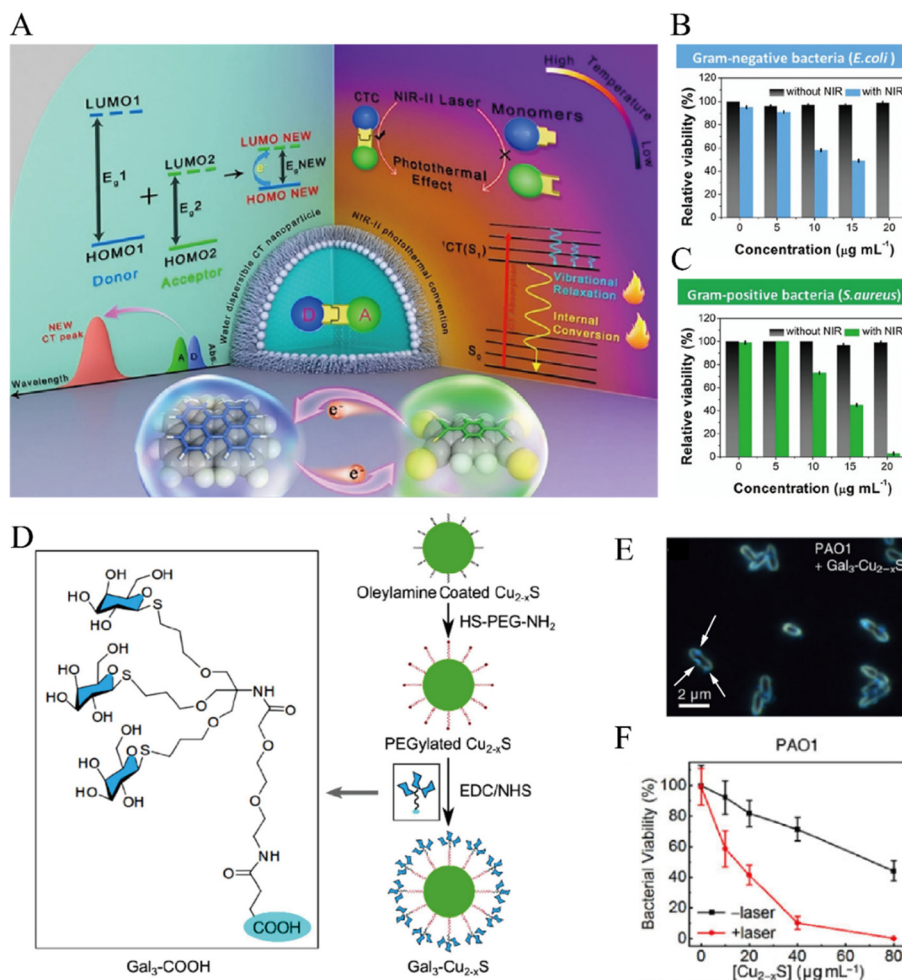 A
LUMO1
LUMO2
LUMO NEW
e⁻
EgNEW
HOMO NEW
Eg1
+
Eg2
HOMO1
HOMO2
Donor
Acceptor
NEW
CT peak
A
D
Abs.
Wavelength
Water dispersible CT nanoparticle
NIR-II photothermal convention
D
A
High
Temperature
Low
CTC
NIR-II Laser
Monomers
Photothermal
Effect
¹CT(S₁)
Vibrational
Relaxation
Internal
Conversion
S₀
e⁻
e⁻
B
Gram-negative bacteria (E.coli )
without NIR
with NIR
Relative viability (%)
120
100
80
60
40
20
0
0 5 10 15 20
Concentration (μg mL⁻¹)
C
Gram-positive bacteria (S.aureus)
without NIR
with NIR
Relative viability (%)
100
80
60
40
20
0
0 5 10 15 20
Concentration (μg mL⁻¹)
D
OH OH
O
HO
OH
S
O
OH OH
O
HO
OH
S
O
NH
O
OH OH
O
HO
OH
S
O
O
O
NH
O
COOH
Gal₃-COOH
Oleylamine Coated Cu₂₋ₓS
HS-PEG-NH₂
PEGylated Cu₂₋ₓS
EDC/NHS
Gal₃-Cu₂₋ₓS
E
PAO1
+ Gal₃-Cu₂₋ₓS
2 μm
F
PAO1
Bacterial Viability (%)
100
80
60
40
20
0
–laser
+laser
0 20 40 60 80
[Cu₂₋ₓS] (μg mL⁻¹)